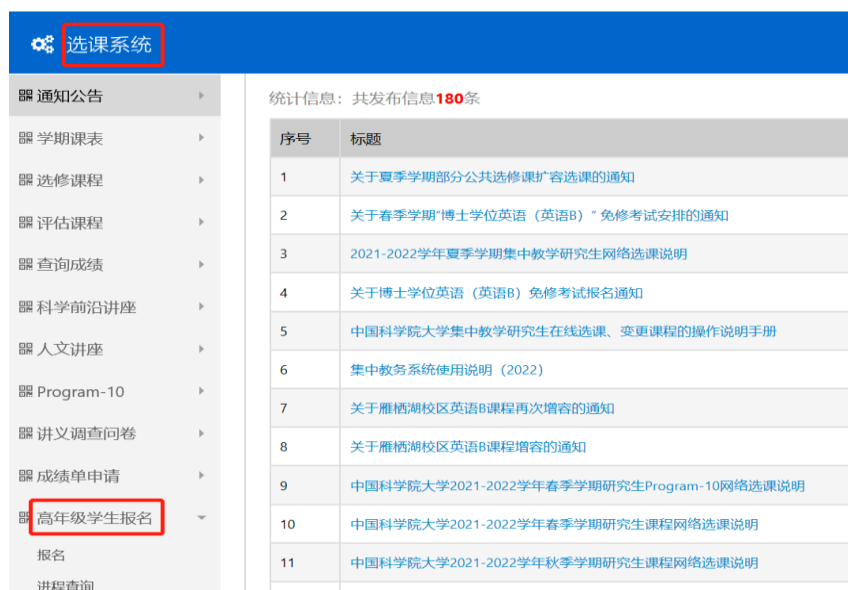 选课系统
通知公告
学期课表
选修课程
评估课程
查询成绩
科学前沿讲座
人文讲座
Program-10
讲义调查问卷
成绩单申请
高年级学生报名
报名
进程查询
统计信息：共发布信息180条
序号 标题
1 关于夏季学期部分公共选修课扩容选课的通知
2 关于春季学期“博士学位英语（英语B）” 免修考试安排的通知
3 2021-2022学年夏季学期集中教学研究生网络选课说明
4 关于博士学位英语（英语B）免修考试报名通知
5 中国科学院大学集中教学研究生在线选课、变更课程的操作说明手册
6 集中教务系统使用说明（2022）
7 关于雁栖湖校区英语B课程再次增容的通知
8 关于雁栖湖校区英语B课程增容的通知
9 中国科学院大学2021-2022学年春季学期研究生Program-10网络选课说明
10 中国科学院大学2021-2022学年春季学期研究生课程网络选课说明
11 中国科学院大学2021-2022学年秋季学期研究生课程网络选课说明